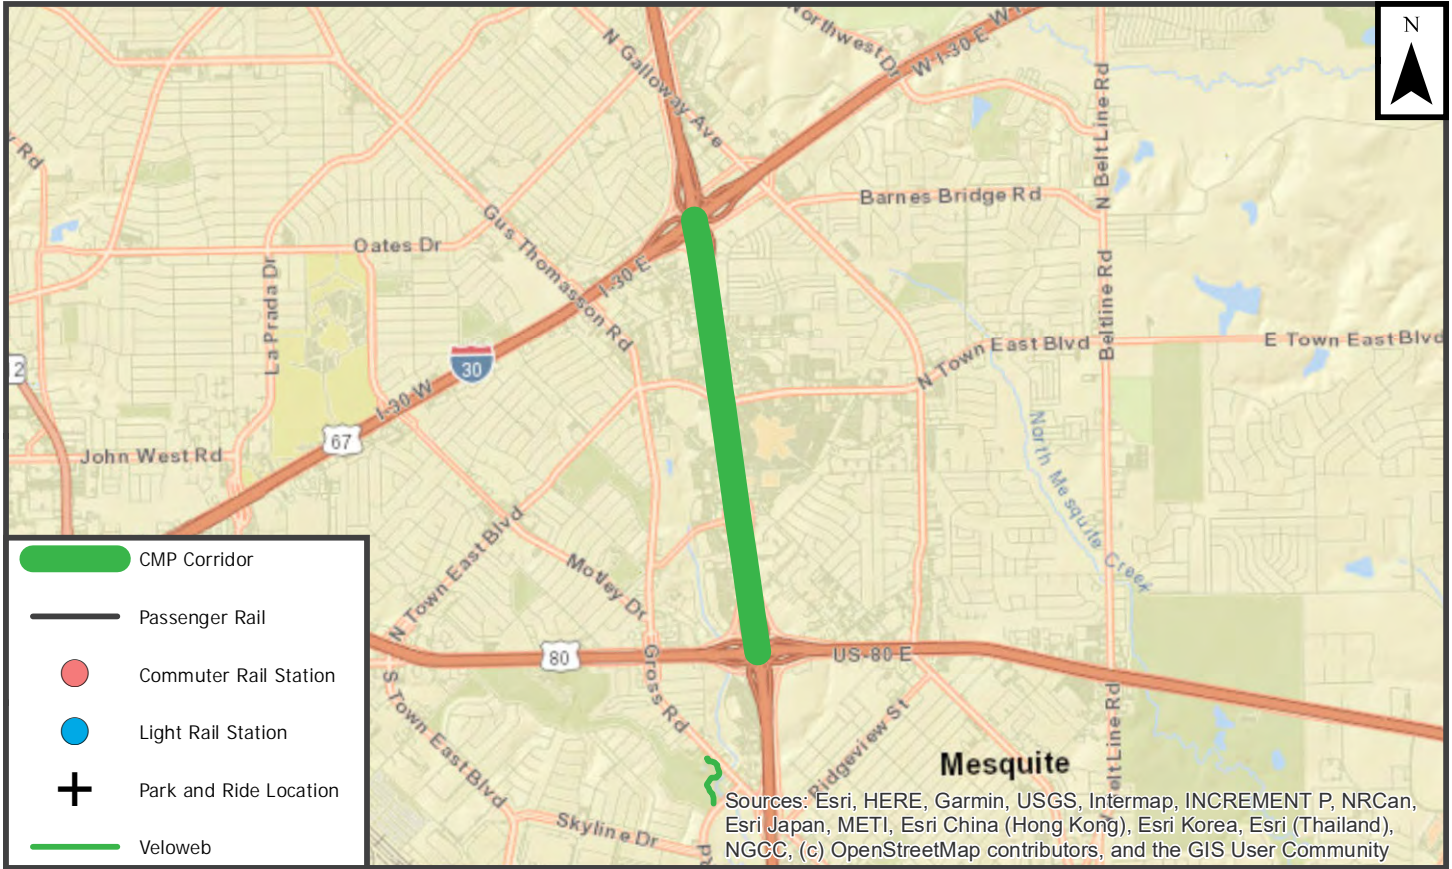 N
Northwest Dr
W I-30 E
W I
N Galloway Ave
N BeltLine Rd
y Rd
Barnes Bridge Rd
Gus Thomasson Rd
Oates Dr
I-30 E
La Prada Dr
Beltline Rd
N Town East Blvd
E Town East Blvd
30
2
I-30 W
67
John West Rd
North Mesquite Creek
N Town East Blvd
Motley Dr
80
US-80 E
Gross Rd
S Town East Blvd
Ridgeview St
eltLine Rd
Mesquite
Skyline Dr
CMP Corridor
Passenger Rail
Commuter Rail Station
Light Rail Station
Park and Ride Location
Veloweb
Sources: Esri, HERE, Garmin, USGS, Intermap, INCREMENT P, NRCan,
Esri Japan, METI, Esri China (Hong Kong), Esri Korea, Esri (Thailand),
NGCC, (c) OpenStreetMap contributors, and the GIS User Community